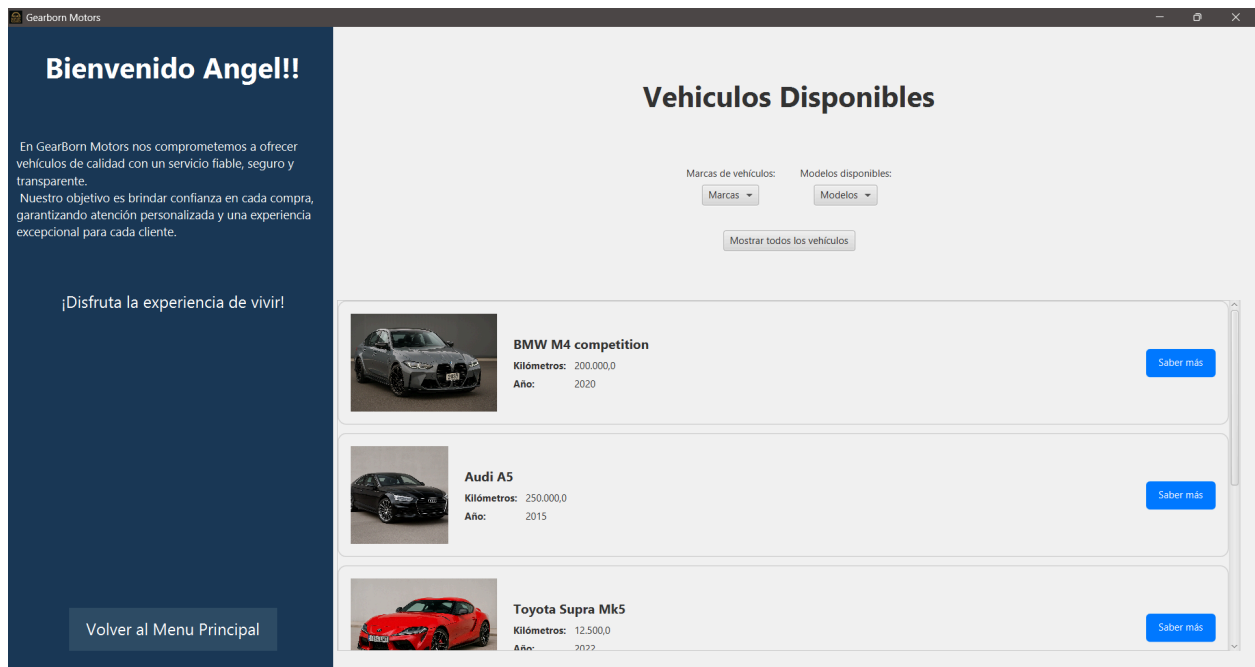 Gearborn Motors
Bienvenido Angel!!
En GearBorn Motors nos comprometemos a ofrecer
vehículos de calidad con un servicio fiable, seguro y
transparente.
Nuestro objetivo es brindar confianza en cada compra,
garantizando atención personalizada y una experiencia
excepcional para cada cliente.
¡Disfruta la experiencia de vivir!
Volver al Menu Principal
Vehiculos Disponibles
Marcas de vehículos: Modelos disponibles:
Marcas Modelos
Mostrar todos los vehículos
BMW M4 competition
Kilómetros: 200.000,0
Año: 2020
Saber más
Audi A5
Kilómetros: 250.000,0
Año: 2015
Saber más
Toyota Supra Mk5
Kilómetros: 12.500,0
Año: 2022
Saber más